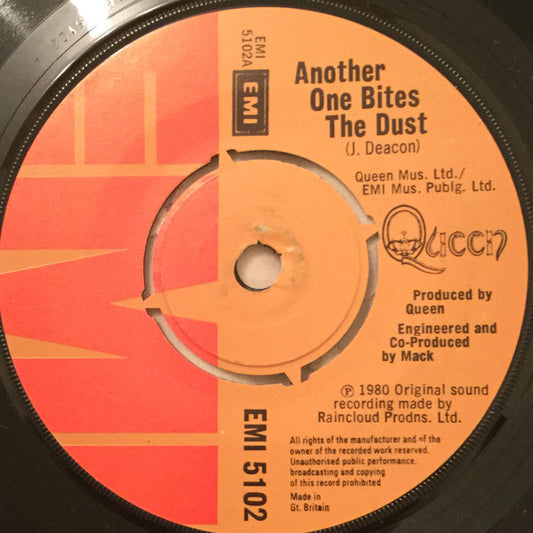 EMI
5102A
EMI
Another
One Bites
The Dust
(J. Deacon)
Queen Mus. Ltd./
EMI Mus. Publg. Ltd.
Queen
Produced by
Queen
Engineered and
Co-Produced
by Mack
Ⓟ 1980 Original sound
recording made by
Raincloud Prodns. Ltd.
EMI 5102
All rights of the manufacturer and of the
owner of the recorded work reserved.
Unauthorised public performance,
broadcasting and copying
of this record prohibited
Made in
Gt. Britain